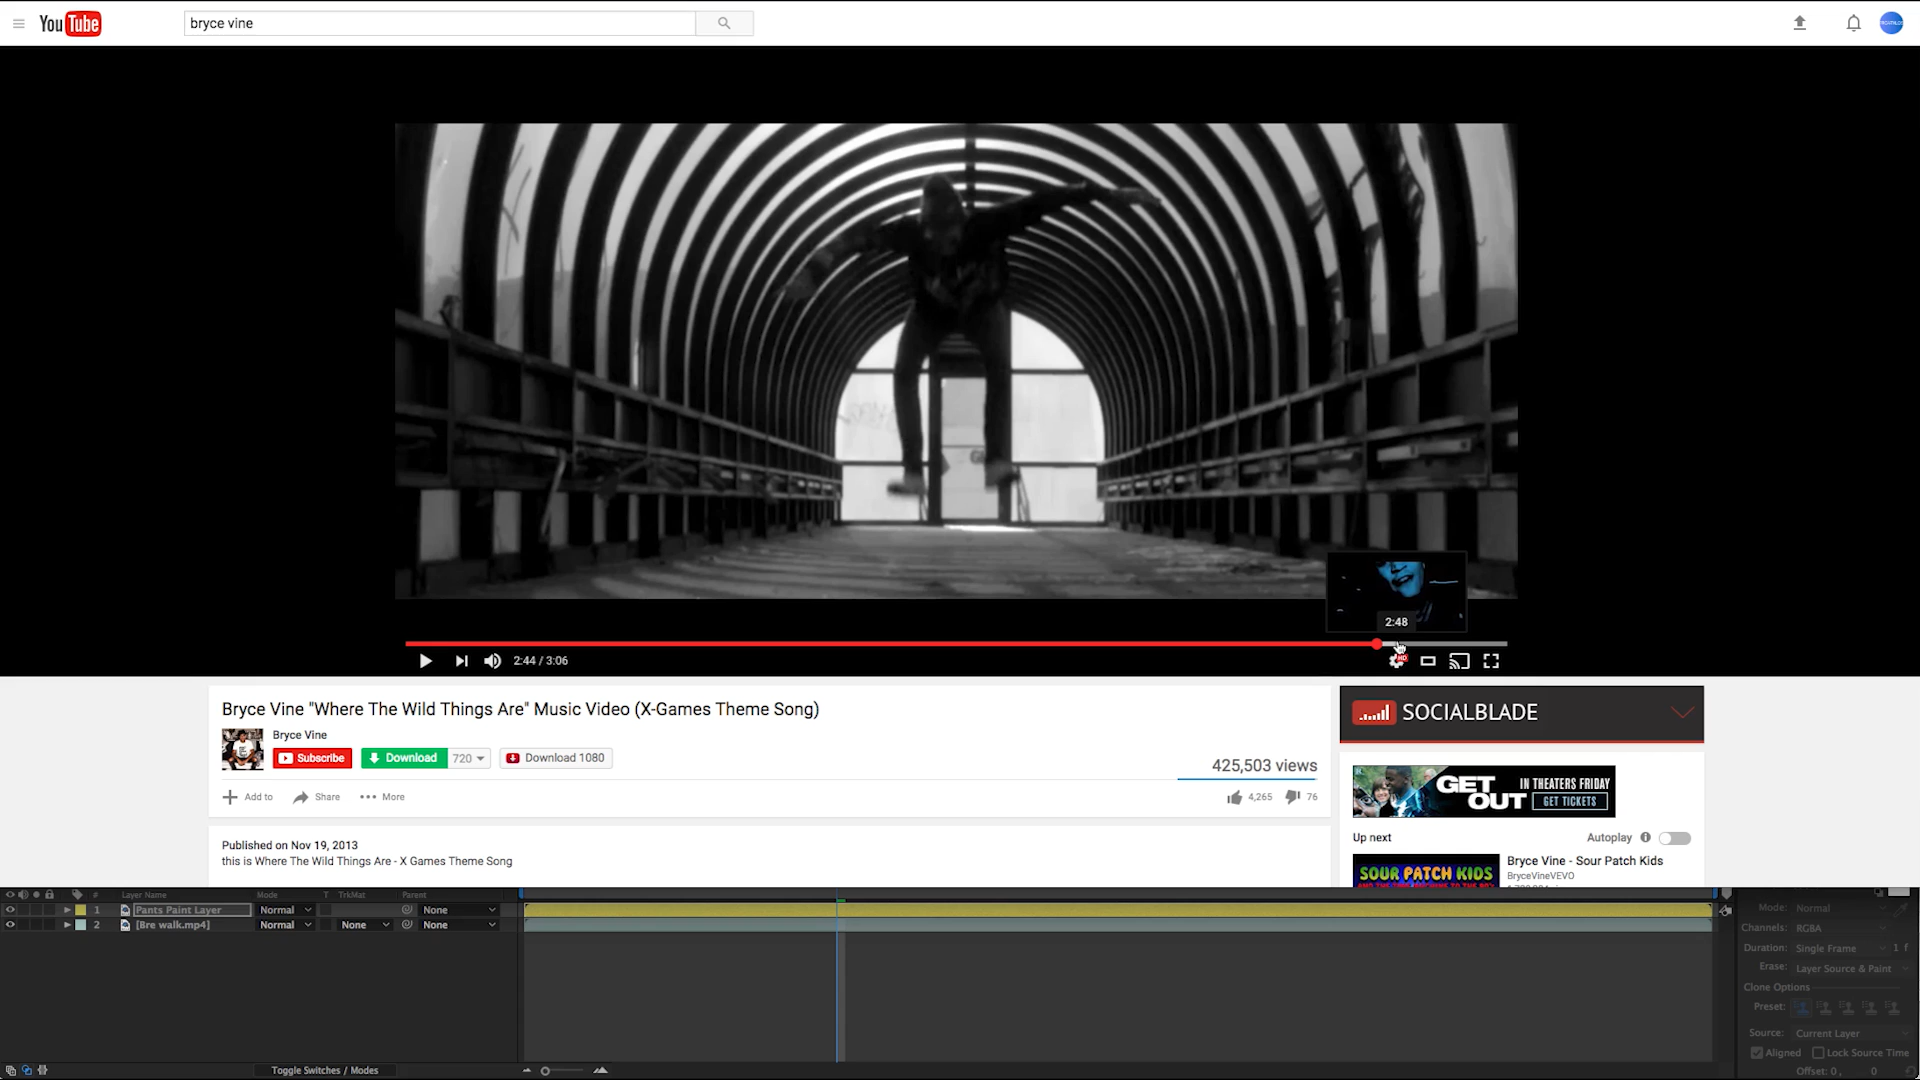 YouTube
bryce vine
2:48
2:44 / 3:06
HD
Bryce Vine "Where The Wild Things Are" Music Video (X-Games Theme Song)
Bryce Vine
Subscribe
Download
720
Download 1080
425,503 views
Add to
Share
More
4,265
76
Published on Nov 19, 2013
this is Where The Wild Things Are - X Games Theme Song
SOCIALBLADE
GET OUT
IN THEATERS FRIDAY
GET TICKETS
Up next
Autoplay
SOUR PATCH KIDS
Bryce Vine - Sour Patch Kids
BryceVineVEVO
# Layer Name Mode T TrkMat Parent
1 Pants Paint Layer Normal None
2 [Bre walk.mp4] Normal None None
Toggle Switches / Modes
Mode: Normal
Channels: RGBA
Duration: Single Frame 1 f
Erase: Layer Source & Paint
Clone Options
Preset:
Source: Current Layer
Aligned Lock Source Time
Offset: 0, 0